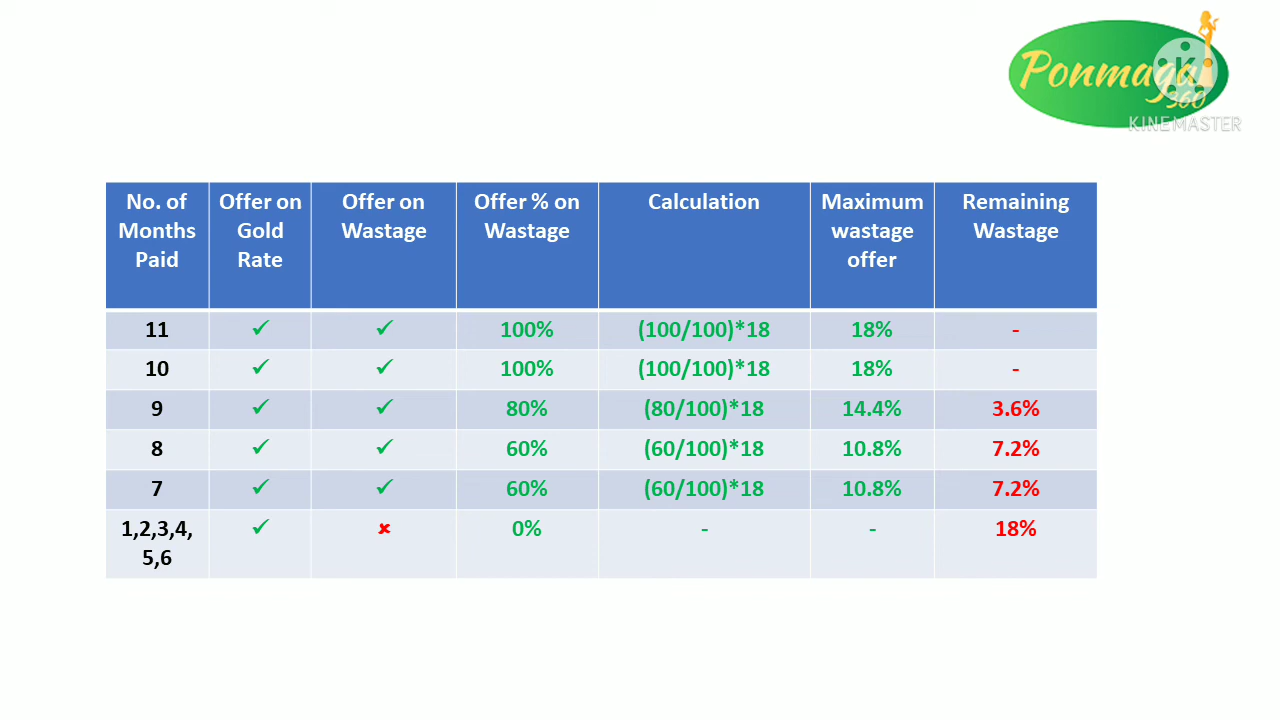 Ponmaga
360
KINEMASTER
No. of Months Paid Offer on Gold Rate Offer on Wastage Offer % on Wastage Calculation Maximum wastage offer Remaining Wastage
11 ✓ ✓ 100% (100/100)*18 18% -
10 ✓ ✓ 100% (100/100)*18 18% -
9 ✓ ✓ 80% (80/100)*18 14.4% 3.6%
8 ✓ ✓ 60% (60/100)*18 10.8% 7.2%
7 ✓ ✓ 60% (60/100)*18 10.8% 7.2%
1,2,3,4, 5,6 ✓ ✘ 0% - - 18%